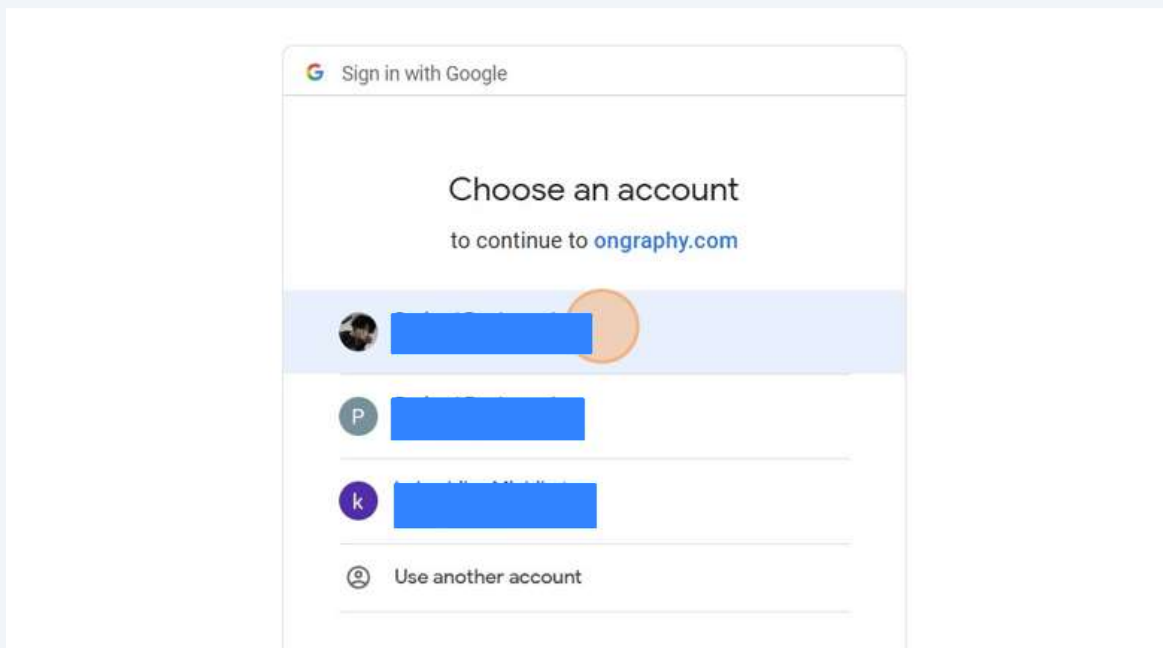 Sign in with Google
Choose an account
to continue to ongraphy.com
P
k
Use another account